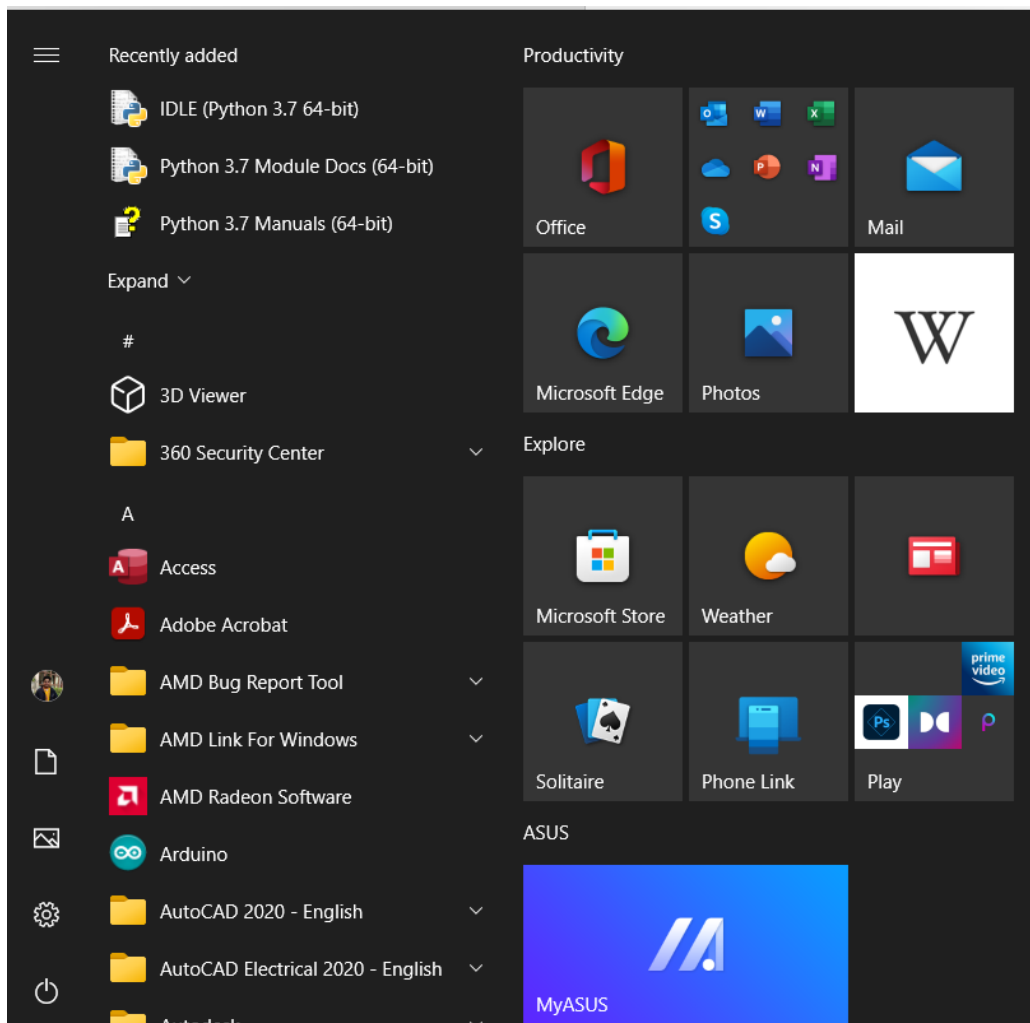 Recently added
IDLE (Python 3.7 64-bit)
Python 3.7 Module Docs (64-bit)
Python 3.7 Manuals (64-bit)
Expand
#
3D Viewer
360 Security Center
A
Access
Adobe Acrobat
AMD Bug Report Tool
AMD Link For Windows
AMD Radeon Software
Arduino
AutoCAD 2020 - English
AutoCAD Electrical 2020 - English
Productivity
Office
Mail
Microsoft Edge
Photos
W
Explore
Microsoft Store
Weather
Solitaire
Phone Link
prime
video
Ps
Play
ASUS
MyASUS